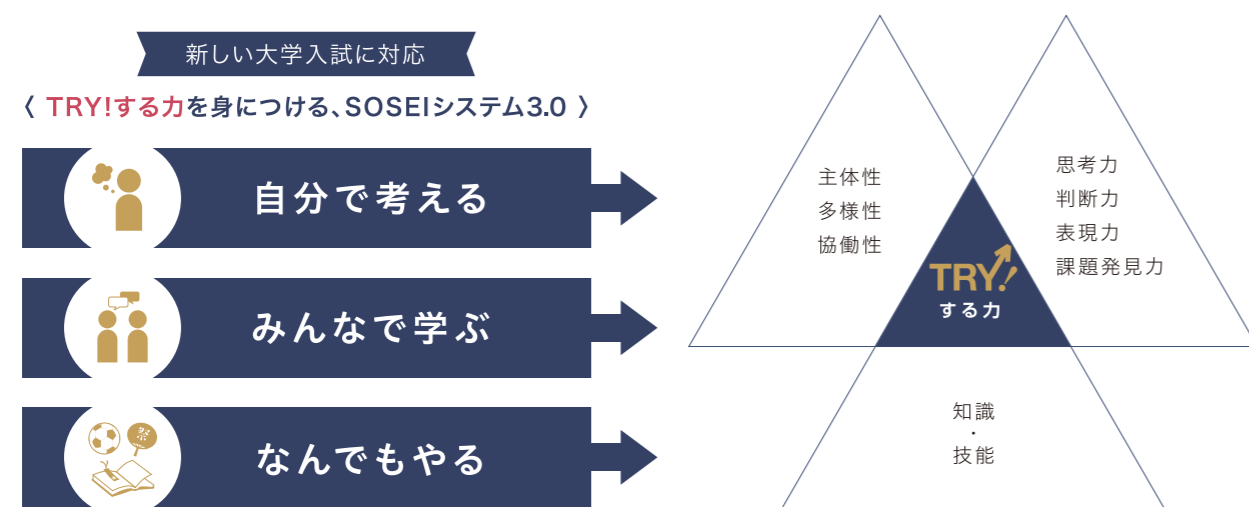 新しい大学入試に対応
〈 TRY!する力を身につける、SOSEIシステム3.0 〉
自分で考える
みんなで学ぶ
祭
なんでもやる
主体性
多様性
協働性
思考力
判断力
表現力
課題発見力
TRY!
する力
知識
・
技能